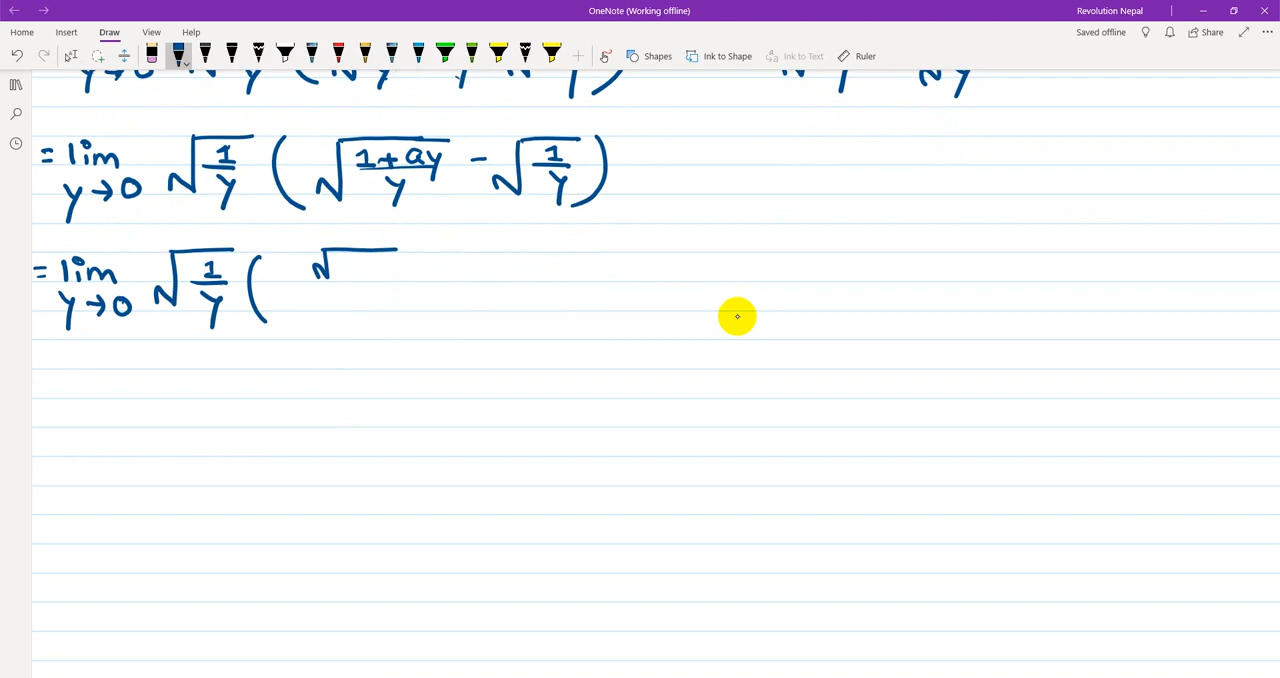 OneNote (Working offline)
Revolution Nepal
Home Insert Draw View Help
Saved offline
Share
Shapes Ink to Shape Ink to Text Ruler
y→0
= lim y→0 √(1/y) ( √((1+ay)/y) - √(1/y) )
= lim y→0 √(1/y) ( √